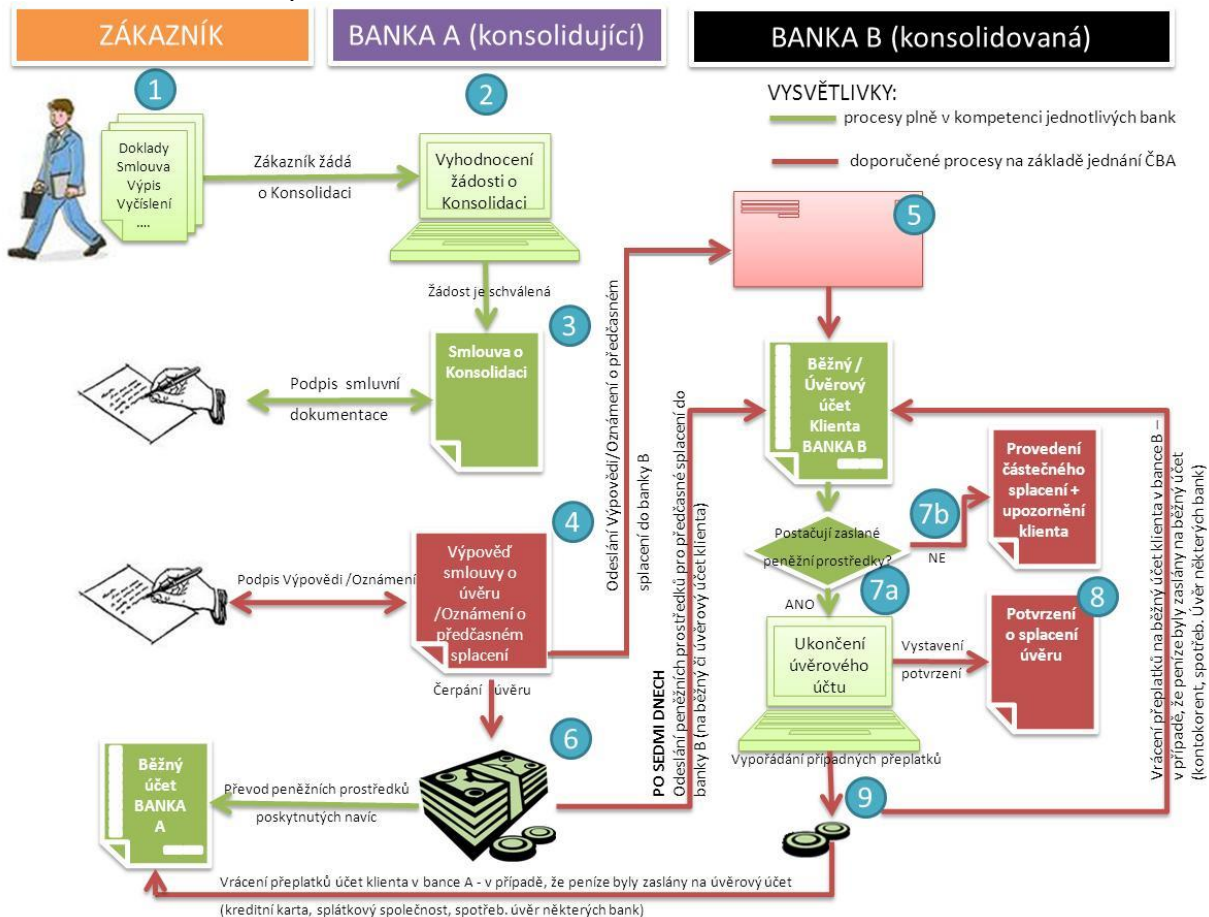 ZÁKAZNÍK
BANKA A (konsolidující)
BANKA B (konsolidovaná)
VYSVĚTLIVKY:
procesy plně v kompetenci jednotlivých bank
doporučené procesy na základě jednání ČBA
1
Doklady
Smlouva
Výpis
Vyčíslení
....
Zákazník žádá
o Konsolidaci
2
Vyhodnocení
žádosti o
Konsolidaci
Žádost je schválená
3
Smlouva o
Konsolidaci
Podpis smluvní
dokumentace
4
Výpověď
smlouvy o
úvěru
/Oznámení o
předčasném
splacení
Podpis Výpovědi /Oznámení
Čerpání úvěru
Odeslání Výpovědi/Oznámení o předčasném
splacení do banky B
5
6
Převod peněžních prostředků
poskytnutých navíc
Běžný
účet
BANKA
A
PO SEDMI DNECH
Odeslání peněžních prostředků pro předčasné splacení do
banky B (na běžný či úvěrový účet klienta)
Běžný /
Úvěrový
účet
Klienta
BANKA B
Postačují zaslané
peněžní prostředky?
7b
NE
Provedení
částečného
splacení +
upozornění
klienta
7a
ANO
Ukončení
úvěrového
účtu
Vystavení
potvrzení
8
Potvrzení
o splacení
úvěru
Vypořádání případných přeplatků
9
Vrácení přeplatků na běžný účet klienta v bance B –
v případě, že peníze byly zaslány na běžný účet
(kontokorent, spotřeb. Úvěr některých bank)
Vrácení přeplatků účet klienta v bance A - v případě, že peníze byly zaslány na úvěrový účet
(kreditní karta, splátkový společnost, spotřeb. úvěr některých bank)